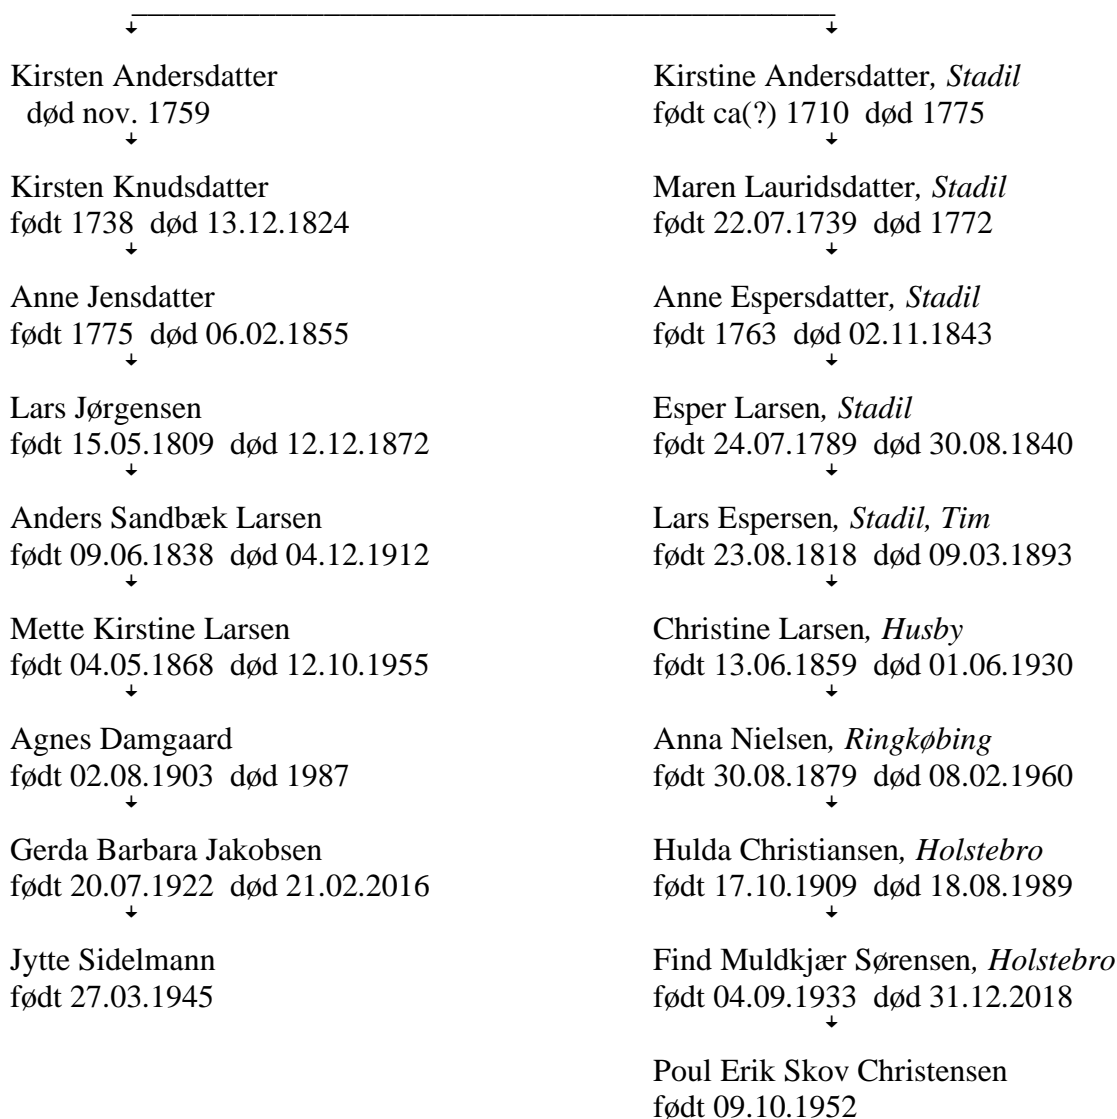 Kirsten Andersdatter
død nov. 1759
Kirsten Knudsdatter
født 1738 død 13.12.1824
Anne Jensdatter
født 1775 død 06.02.1855
Lars Jørgensen
født 15.05.1809 død 12.12.1872
Anders Sandbæk Larsen
født 09.06.1838 død 04.12.1912
Mette Kirstine Larsen
født 04.05.1868 død 12.10.1955
Agnes Damgaard
født 02.08.1903 død 1987
Gerda Barbara Jakobsen
født 20.07.1922 død 21.02.2016
Jytte Sidelmann
født 27.03.1945
Kirstine Andersdatter, Stadil
født ca(?) 1710 død 1775
Maren Lauridsdatter, Stadil
født 22.07.1739 død 1772
Anne Espersdatter, Stadil
født 1763 død 02.11.1843
Esper Larsen, Stadil
født 24.07.1789 død 30.08.1840
Lars Espersen, Stadil, Tim
født 23.08.1818 død 09.03.1893
Christine Larsen, Husby
født 13.06.1859 død 01.06.1930
Anna Nielsen, Ringkøbing
født 30.08.1879 død 08.02.1960
Hulda Christiansen, Holstebro
født 17.10.1909 død 18.08.1989
Find Muldkjær Sørensen, Holstebro
født 04.09.1933 død 31.12.2018
Poul Erik Skov Christensen
født 09.10.1952